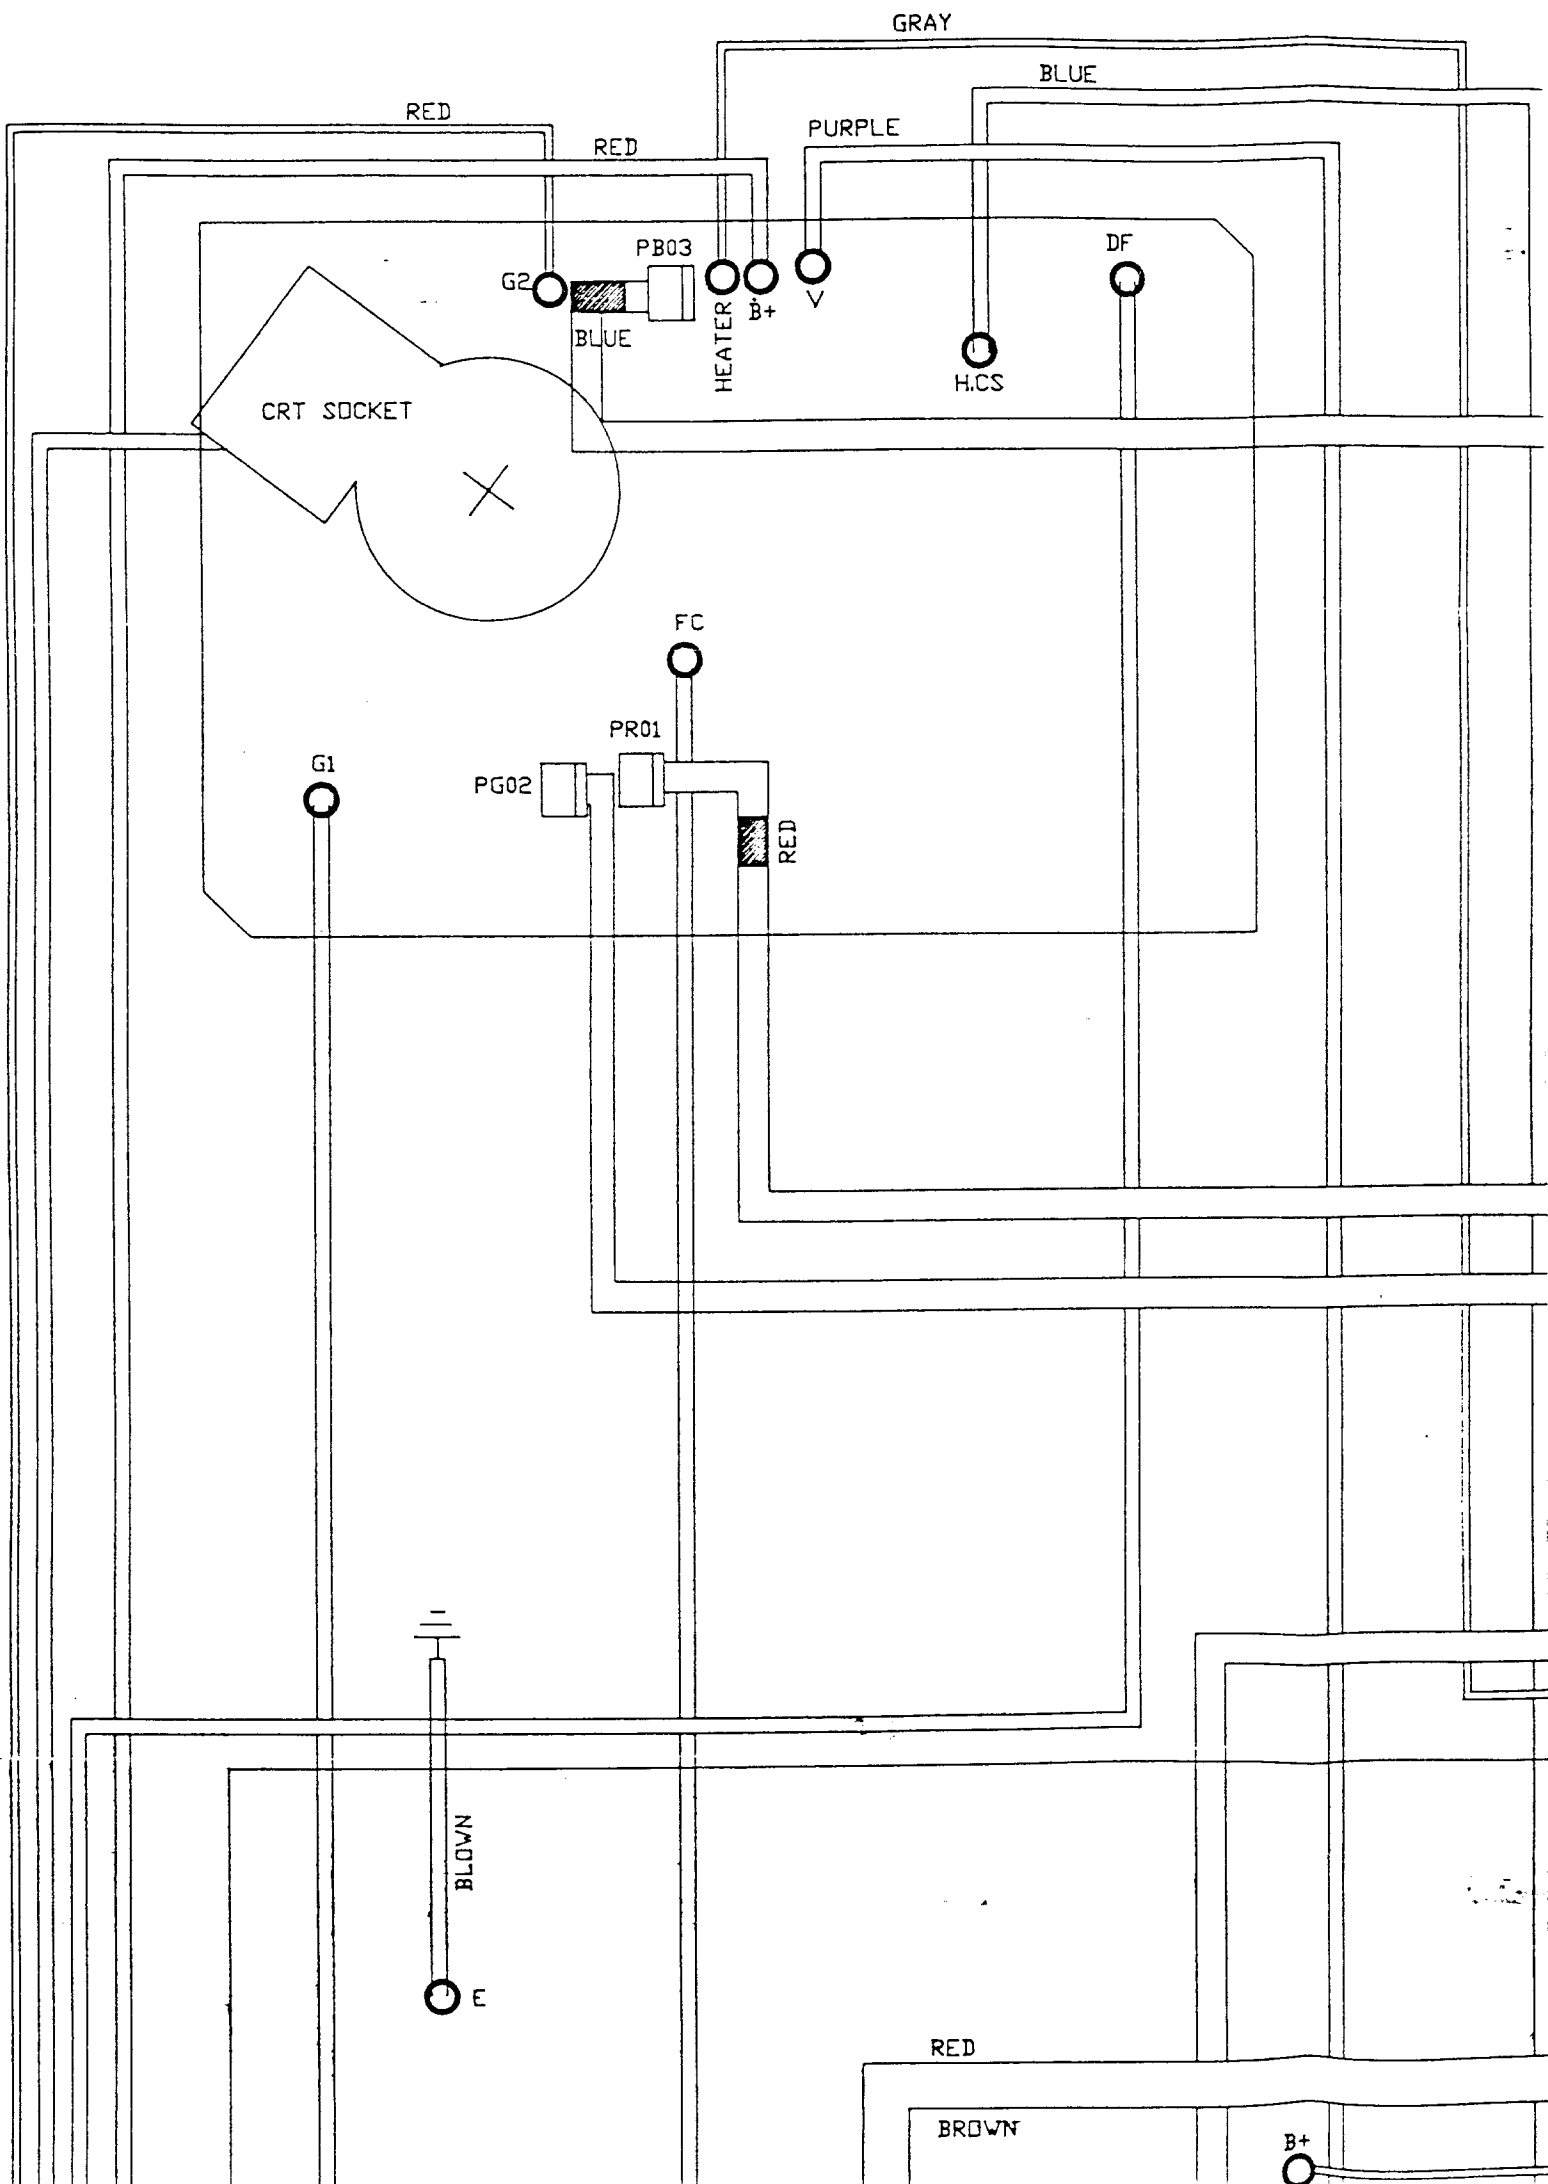 GRAY
BLUE
RED
PURPLE
RED
DF
PB03
G2
B+
V
BLUE
HEATER
H.CS
CRT SOCKET
FC
PR01
G1
PG02
RED
BLOWN
E
RED
BROWN
B+